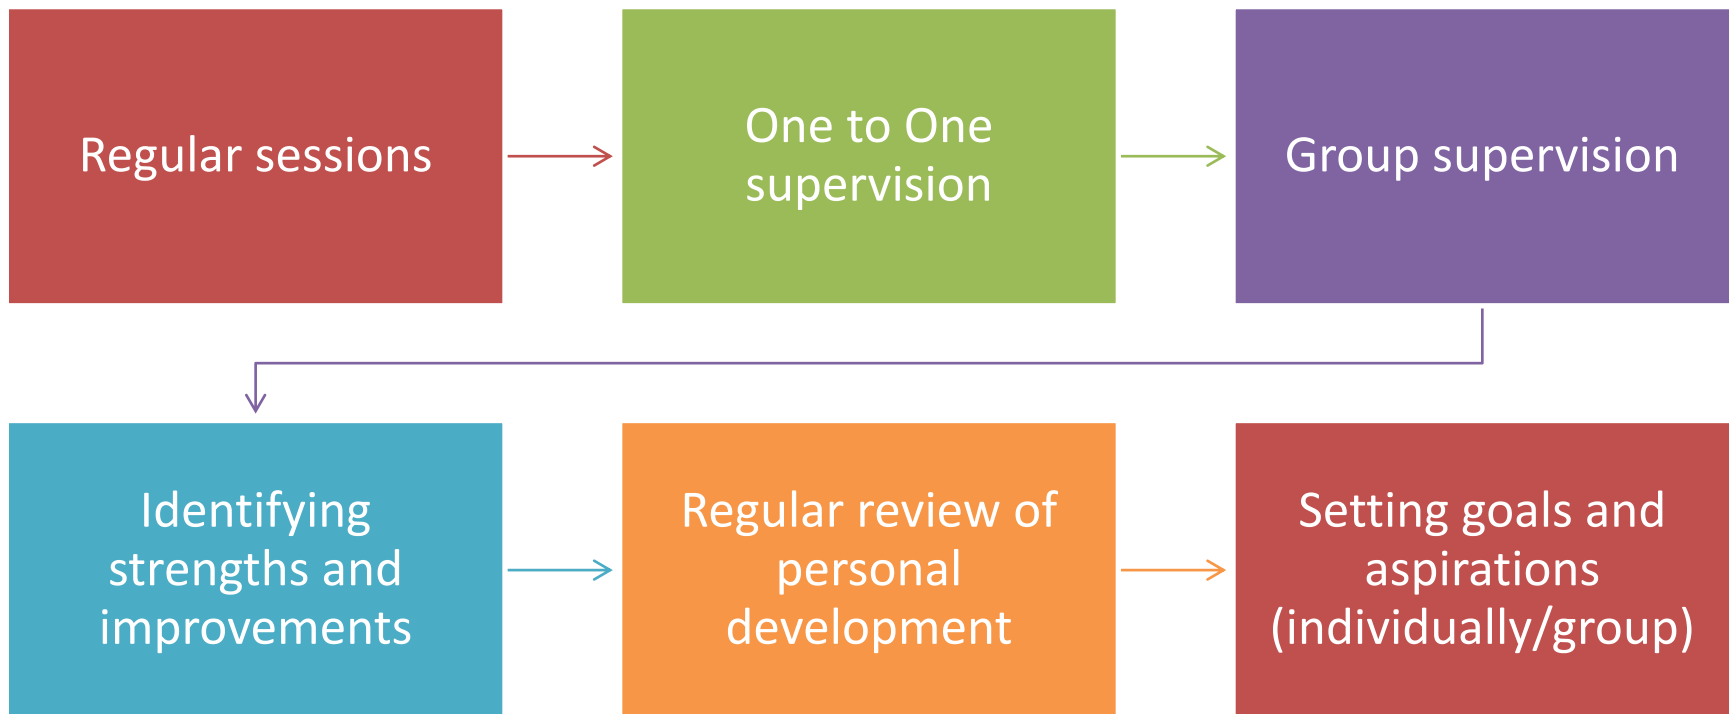 Regular sessions
One to One
supervision
Group supervision
Identifying
strengths and
improvements
Regular review of
personal
development
Setting goals and
aspirations
(individually/group)